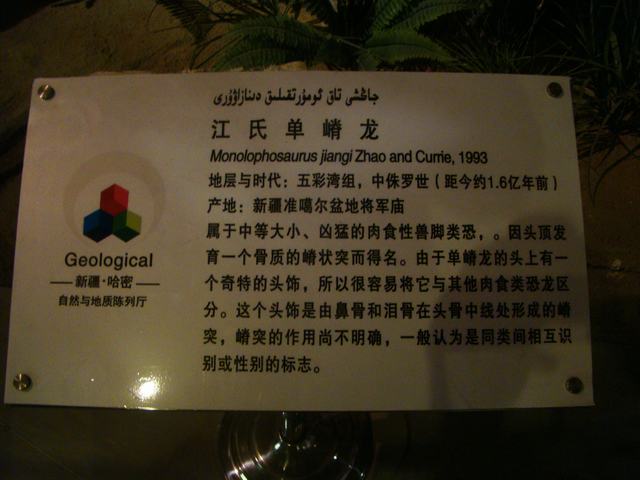 جاڭشى تاق ئومۇرتقىلىق دىنازاۋۇرى
江氏单嵴龙
Monolophosaurus jiangi Zhao and Currie, 1993
地层与时代：五彩湾组，中侏罗世（距今约1.6亿年前）
产地：新疆准噶尔盆地将军庙
属于中等大小、凶猛的肉食性兽脚类恐，。因头顶发
育一个骨质的嵴状突而得名。由于单嵴龙的头上有一
个奇特的头饰，所以很容易将它与其他肉食类恐龙区
分。这个头饰是由鼻骨和泪骨在头骨中线处形成的嵴
突，嵴突的作用尚不明确，一般认为是同类间相互识
别或性别的标志。
Geological
新疆·哈密
自然与地质陈列厅